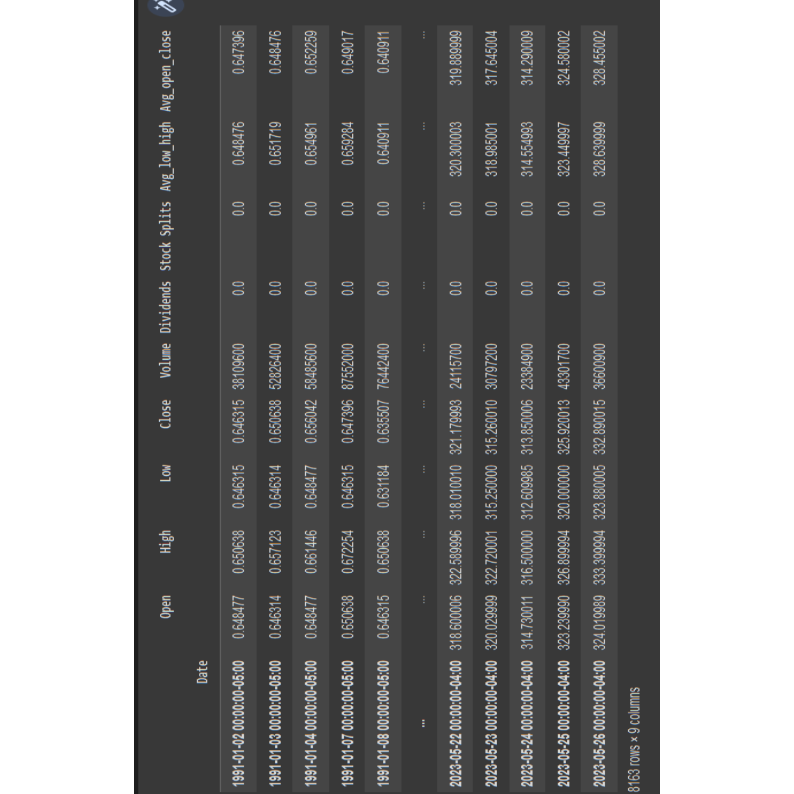 Open High Low Close Volume Dividends Stock Splits Avg_low_high Avg_open_close
Date
1991-01-02 00:00:00-05:00 0.648477 0.650638 0.646315 0.646315 38109600 0.0 0.0 0.648476 0.647396
1991-01-03 00:00:00-05:00 0.646314 0.657123 0.646314 0.650638 52826400 0.0 0.0 0.651719 0.648476
1991-01-04 00:00:00-05:00 0.648477 0.661446 0.648477 0.656042 58485600 0.0 0.0 0.654961 0.652259
1991-01-07 00:00:00-05:00 0.650638 0.672254 0.646315 0.647396 87552000 0.0 0.0 0.659284 0.649017
1991-01-08 00:00:00-05:00 0.646315 0.650638 0.631184 0.635507 76442400 0.0 0.0 0.640911 0.640911
... ... ... ... ... ... ... ... ... ...
2023-05-22 00:00:00-04:00 318.600006 322.589996 318.010010 321.179993 24115700 0.0 0.0 320.300003 319.889999
2023-05-23 00:00:00-04:00 320.029999 322.720001 315.250000 315.260010 30797200 0.0 0.0 318.985001 317.645004
2023-05-24 00:00:00-04:00 314.730011 316.500000 312.609985 313.850006 23384900 0.0 0.0 314.554993 314.290009
2023-05-25 00:00:00-04:00 323.239990 326.899994 320.000000 325.920013 43301700 0.0 0.0 323.449997 324.580002
2023-05-26 00:00:00-04:00 324.019989 333.399994 323.880005 332.890015 36600900 0.0 0.0 328.639999 328.455002
8163 rows × 9 columns